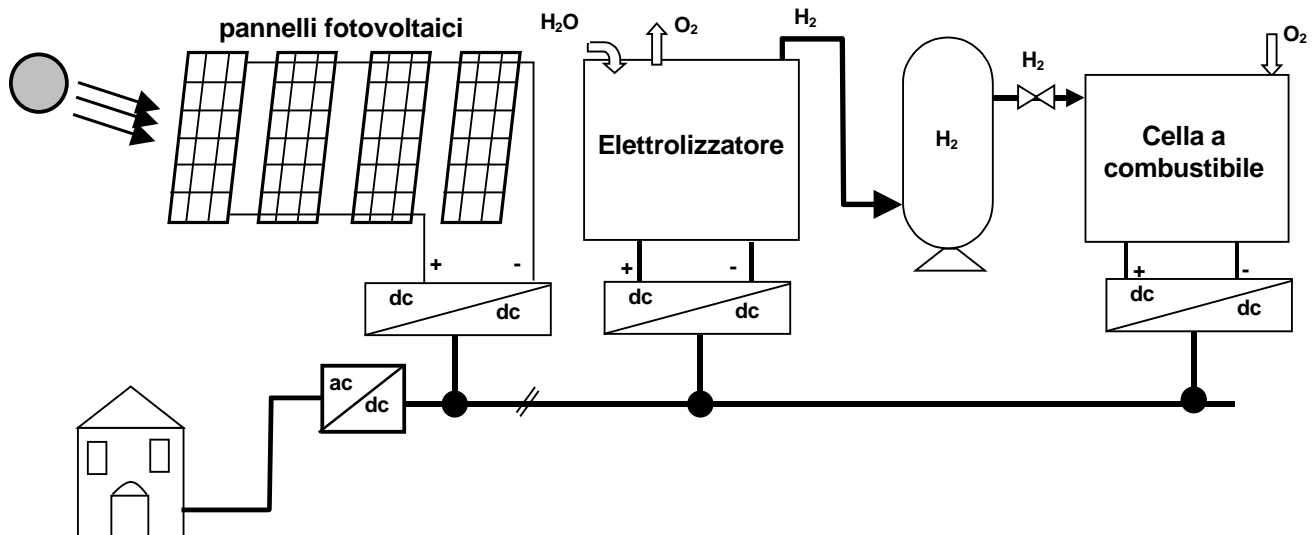 pannelli fotovoltaici
H₂O
O₂
H₂
Elettrolizzatore
H₂
H₂
O₂
Cella a
combustibile
+ -
dc
dc
+ -
dc
dc
+ -
dc
dc
ac
dc